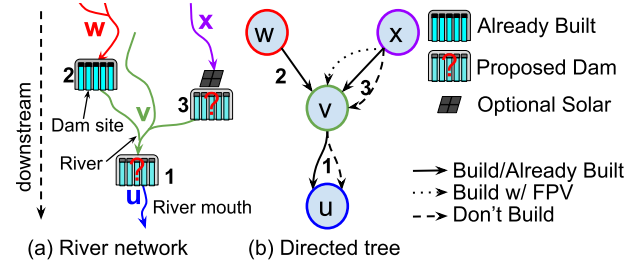 downstream
w
x
2
3
?
v
Dam site
River
?
1
u
River mouth
(a) River network
w
x
2
3
v
1
u
(b) Directed tree
Already Built
? Proposed Dam
Optional Solar
Build/Already Built
Build w/ FPV
Don't Build